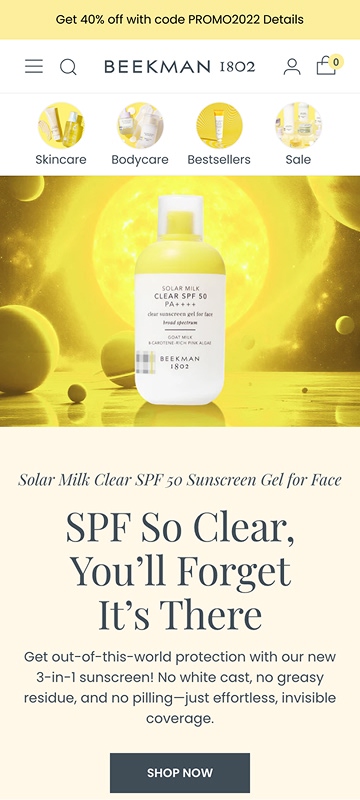 Get 40% off with code PROMO2022 Details
BEEKMAN 1802
0
Skincare
Bodycare
Bestsellers
Sale
SOLAR MILK
CLEAR SPF 50
PA++++
clear sunscreen gel for face
broad spectrum
GOAT MILK
& CAROTENE-RICH PINK ALGAE
BEEKMAN
1802
Solar Milk Clear SPF 50 Sunscreen Gel for Face
SPF So Clear,
You’ll Forget
It’s There
Get out-of-this-world protection with our new
3-in-1 sunscreen! No white cast, no greasy
residue, and no pilling—just effortless, invisible
coverage.
SHOP NOW